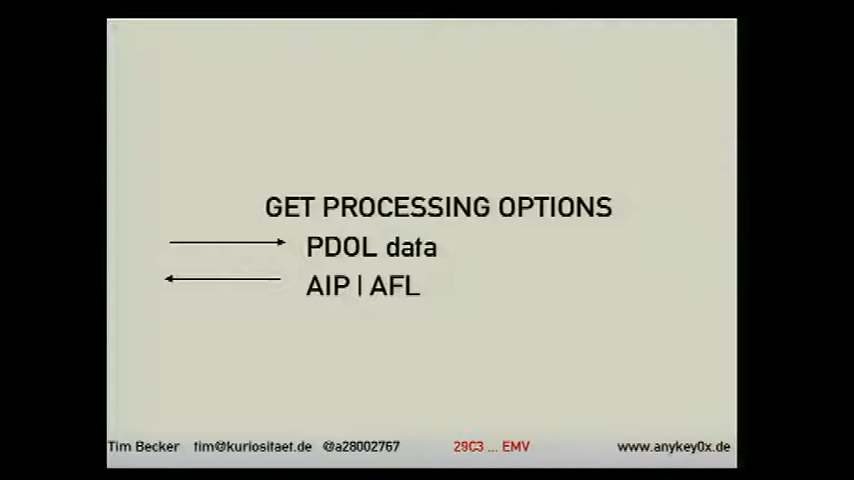 GET PROCESSING OPTIONS
PDOL data
AIP | AFL
Tim Becker tim@kuriositaet.de @a28002767 29C3 ... EMV www.anykey0x.de